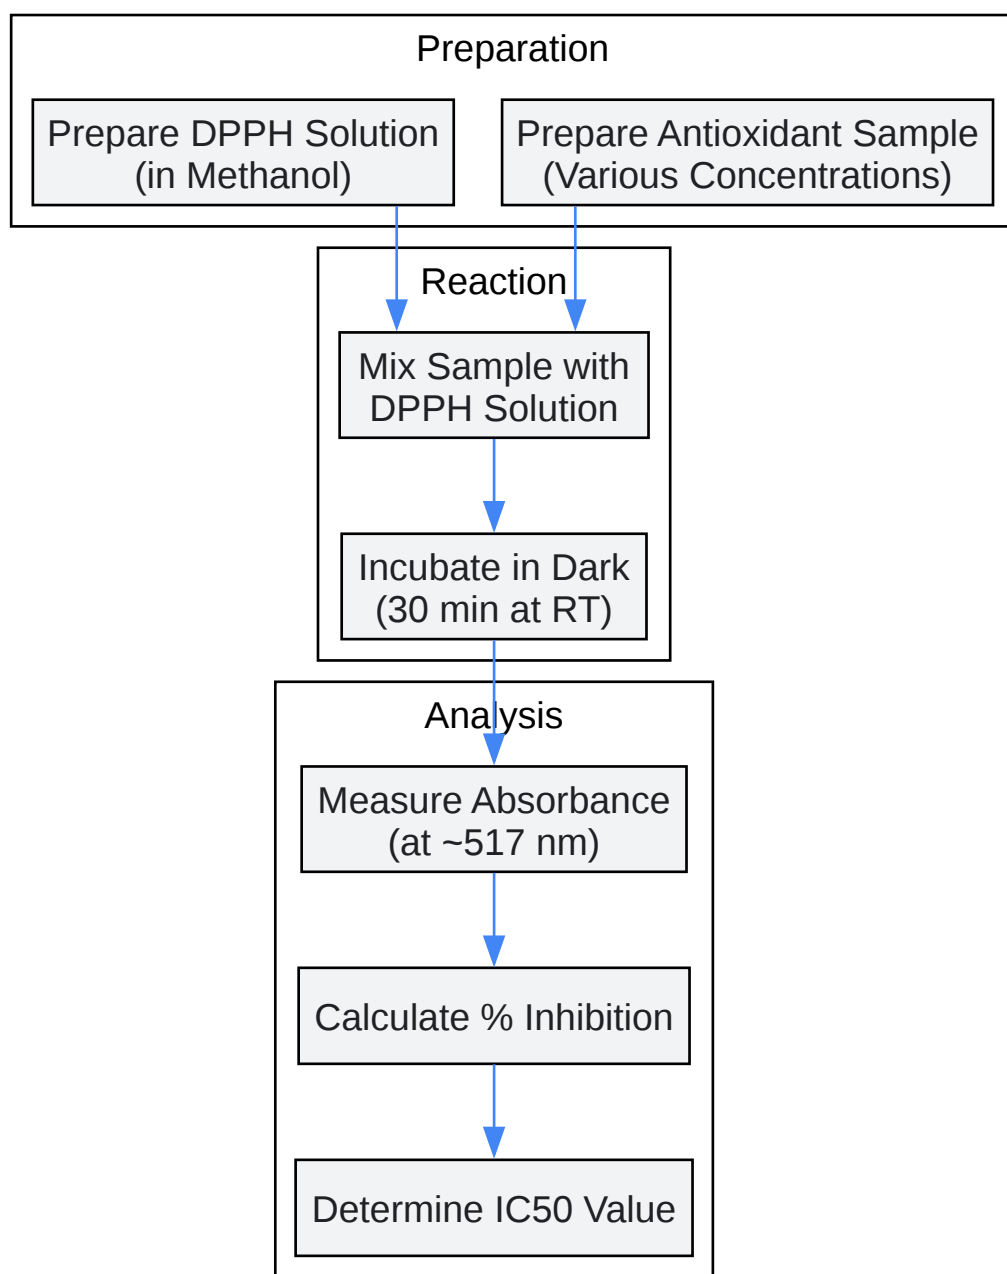 Preparation
Prepare DPPH Solution
(in Methanol)
Prepare Antioxidant Sample
(Various Concentrations)
Reaction
Mix Sample with
DPPH Solution
Incubate in Dark
(30 min at RT)
Analysis
Measure Absorbance
(at ~517 nm)
Calculate % Inhibition
Determine IC50 Value